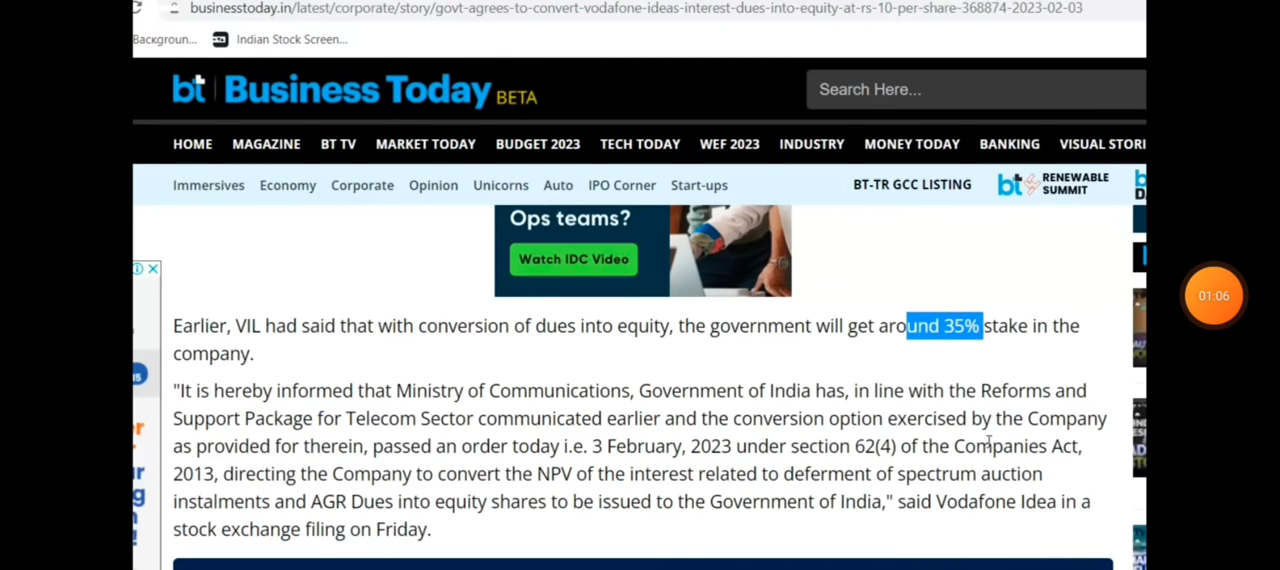 businesstoday.in/latest/corporate/story/govt-agrees-to-convert-vodafone-ideas-interest-dues-into-equity-at-rs-10-per-share-368874-2023-02-03
Backgroun... Indian Stock Screen...
bt Business Today BETA Search Here...
HOME MAGAZINE BT TV MARKET TODAY BUDGET 2023 TECH TODAY WEF 2023 INDUSTRY MONEY TODAY BANKING VISUAL STORI
Immersives Economy Corporate Opinion Unicorns Auto IPO Corner Start-ups BT-TR GCC LISTING bt RENEWABLE
SUMMIT
Ops teams?
Watch IDC Video
Earlier, VIL had said that with conversion of dues into equity, the government will get around 35% stake in the
company.
"It is hereby informed that Ministry of Communications, Government of India has, in line with the Reforms and
Support Package for Telecom Sector communicated earlier and the conversion option exercised by the Company
as provided for therein, passed an order today i.e. 3 February, 2023 under section 62(4) of the Companies Act,
2013, directing the Company to convert the NPV of the interest related to deferment of spectrum auction
instalments and AGR Dues into equity shares to be issued to the Government of India," said Vodafone Idea in a
stock exchange filing on Friday.
01:06